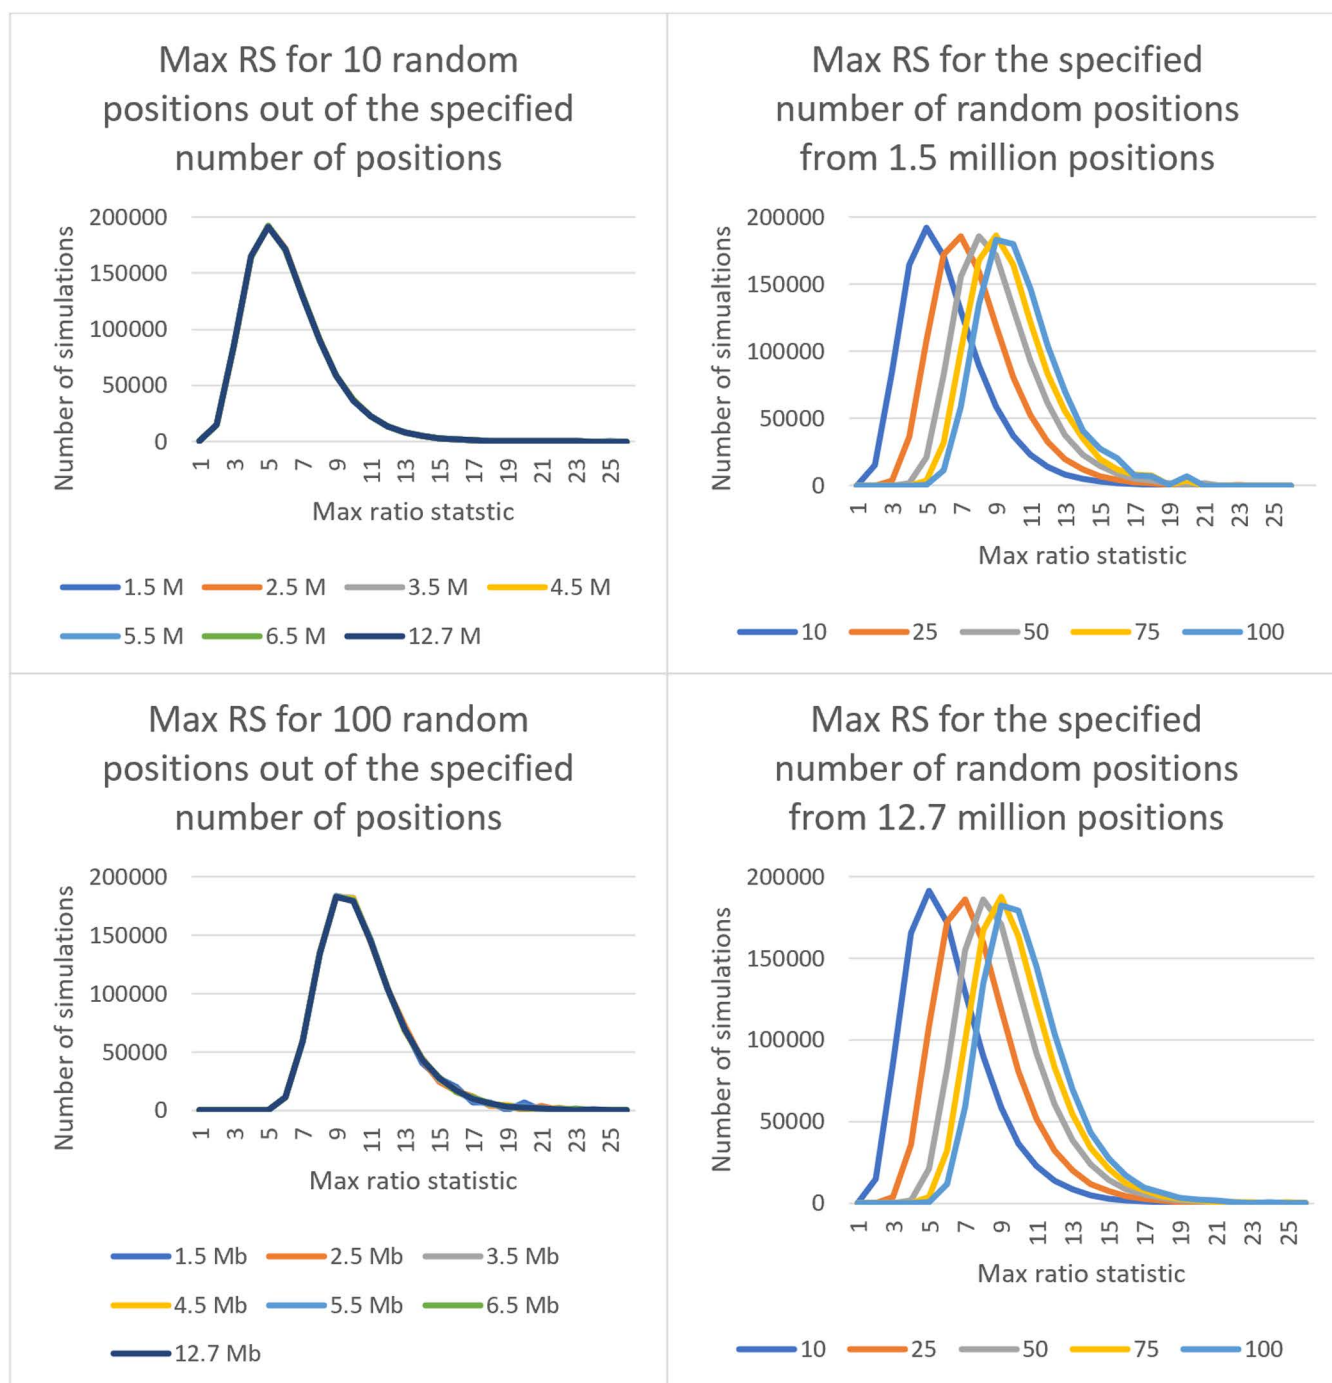 Max RS for 10 random
positions out of the specified
number of positions
Number of simulations
200000
150000
100000
50000
0
1 3 5 7 9 11 13 15 17 19 21 23 25
Max ratio statstic
1.5 M 2.5 M 3.5 M 4.5 M
5.5 M 6.5 M 12.7 M
Max RS for the specified
number of random positions
from 1.5 million positions
Number of simualtions
200000
150000
100000
50000
0
1 3 5 7 9 11 13 15 17 19 21 23 25
Max ratio statistic
10 25 50 75 100
Max RS for 100 random
positions out of the specified
number of positions
Number of simulations
200000
150000
100000
50000
0
1 3 5 7 9 11 13 15 17 19 21 23 25
Max ratio statistic
1.5 Mb 2.5 Mb 3.5 Mb
4.5 Mb 5.5 Mb 6.5 Mb
12.7 Mb
Max RS for the specified
number of random positions
from 12.7 million positions
Number of simulations
200000
150000
100000
50000
0
1 3 5 7 9 11 13 15 17 19 21 23 25
Max ratio statistic
10 25 50 75 100